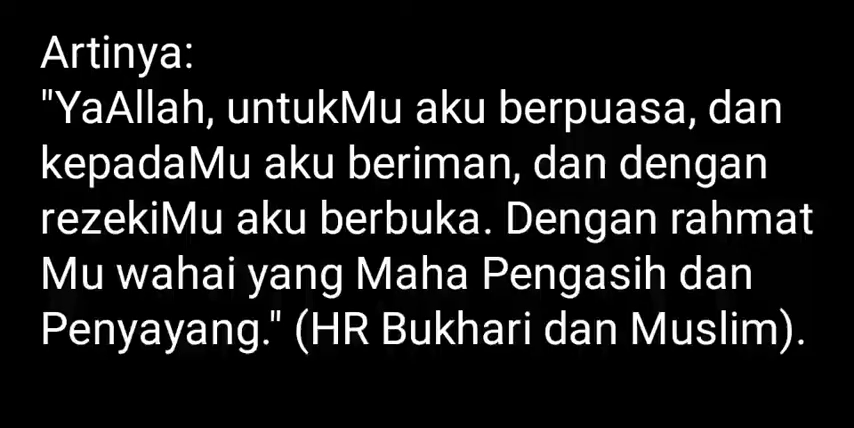 Artinya:
"YaAllah, untukMu aku berpuasa, dan
kepadaMu aku beriman, dan dengan
rezekiMu aku berbuka. Dengan rahmat
Mu wahai yang Maha Pengasih dan
Penyayang." (HR Bukhari dan Muslim).